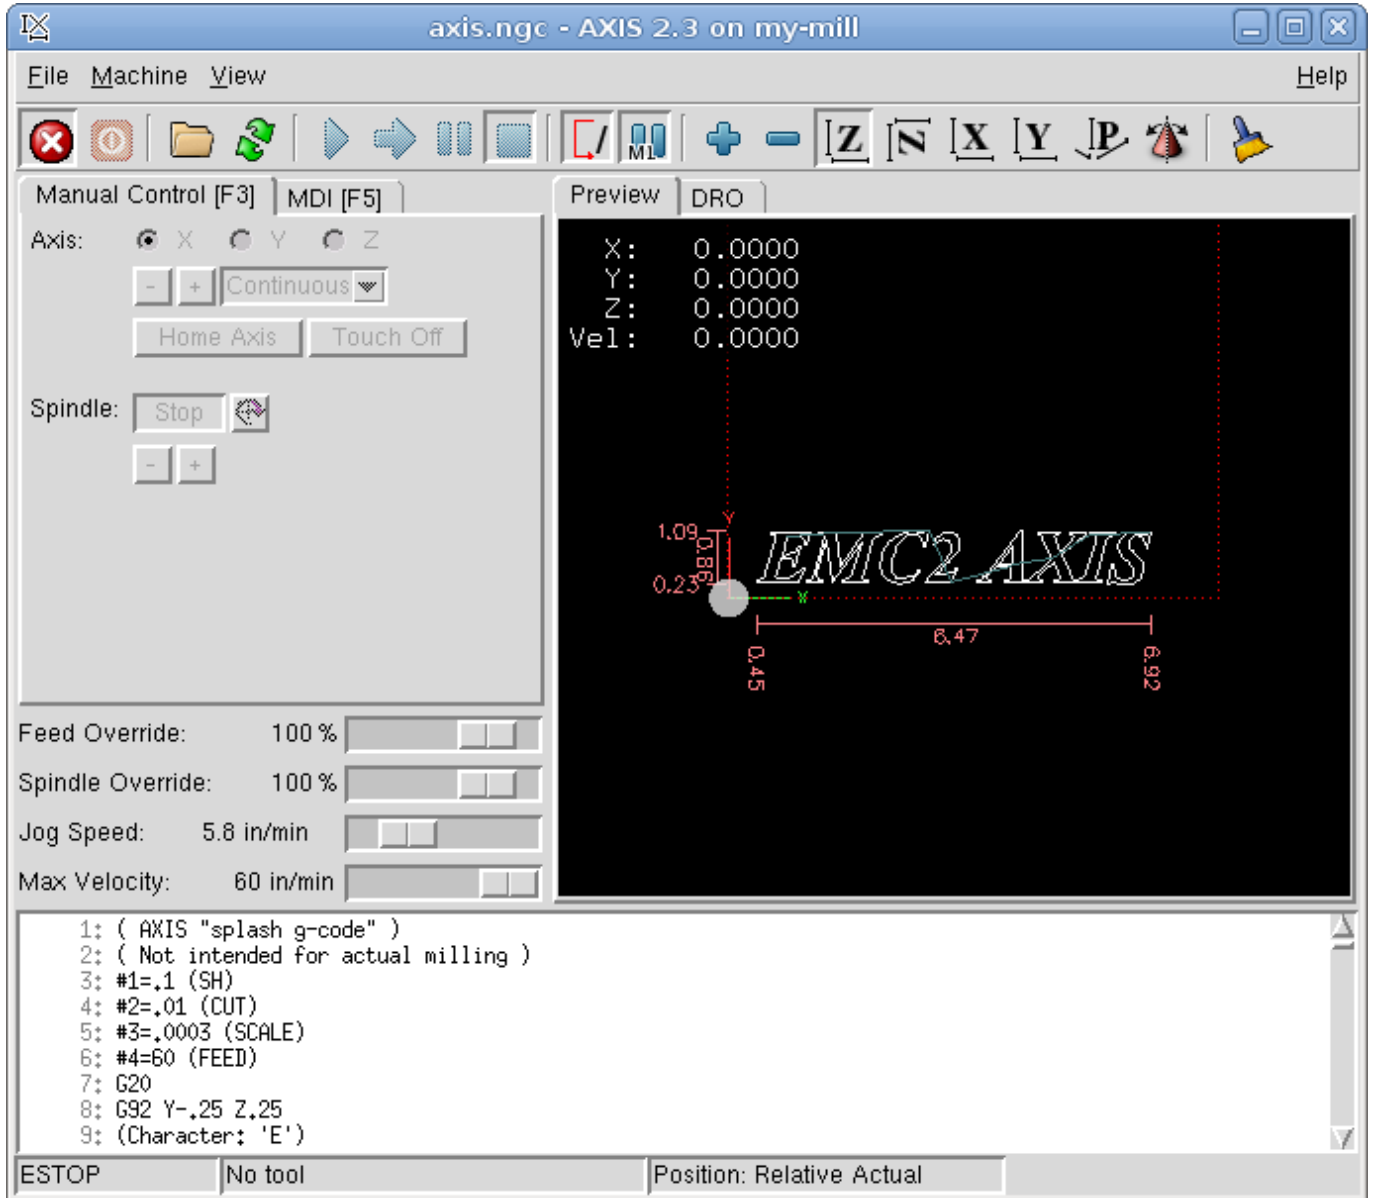 axis.ngc - AXIS 2.3 on my-mill
File Machine View Help
M1 Z N X Y P
Manual Control [F3] MDI [F5]
Preview DRO
Axis: X Y Z
- + Continuous
Home Axis Touch Off
Spindle: Stop
- +
X: 0.0000
Y: 0.0000
Z: 0.0000
Vel: 0.0000
Y
1.09
0.86
0.23
EMC2 AXIS
X
6.47
0.45
6.92
Feed Override: 100 %
Spindle Override: 100 %
Jog Speed: 5.8 in/min
Max Velocity: 60 in/min
1: ( AXIS "splash g-code" )
2: ( Not intended for actual milling )
3: #1=.1 (SH)
4: #2=.01 (CUT)
5: #3=.0003 (SCALE)
6: #4=60 (FEED)
7: G20
8: G92 Y-.25 Z.25
9: (Character: 'E')
ESTOP No tool Position: Relative Actual